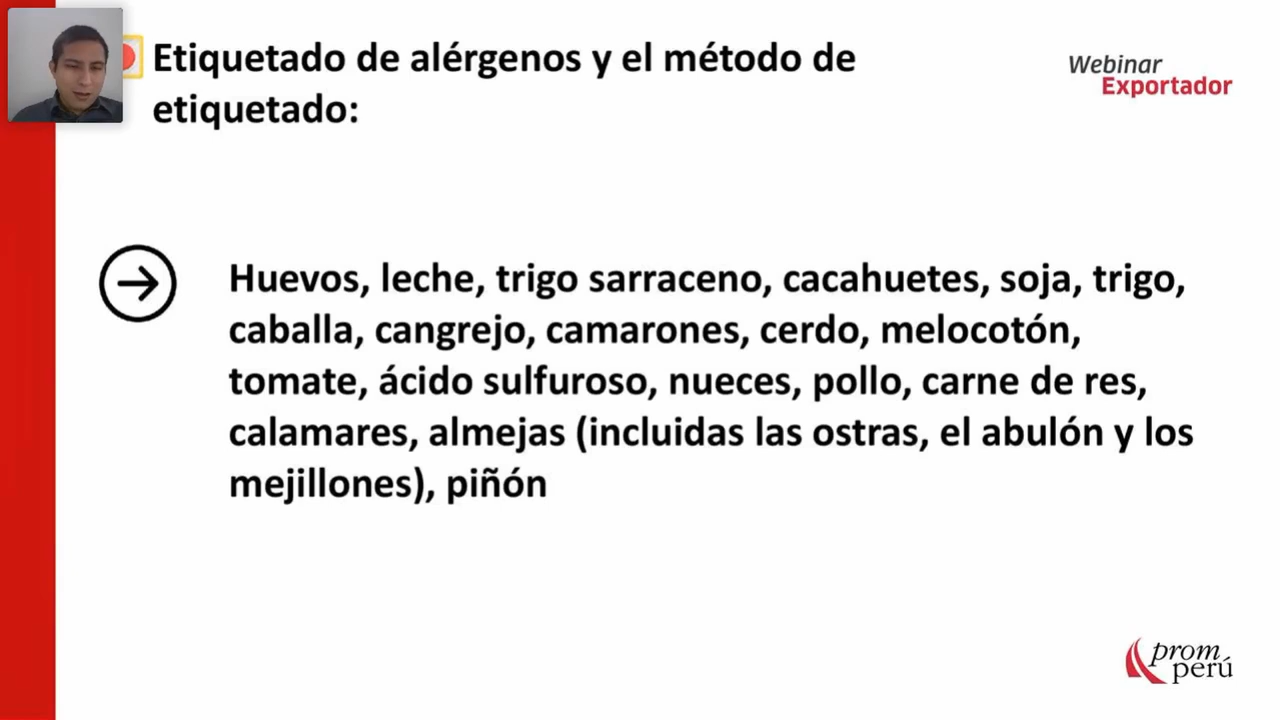 Etiquetado de alérgenos y el método de
etiquetado:
Webinar
Exportador
Huevos, leche, trigo sarraceno, cacahuetes, soja, trigo,
caballa, cangrejo, camarones, cerdo, melocotón,
tomate, ácido sulfuroso, nueces, pollo, carne de res,
calamares, almejas (incluidas las ostras, el abulón y los
mejillones), piñón
prom
perú